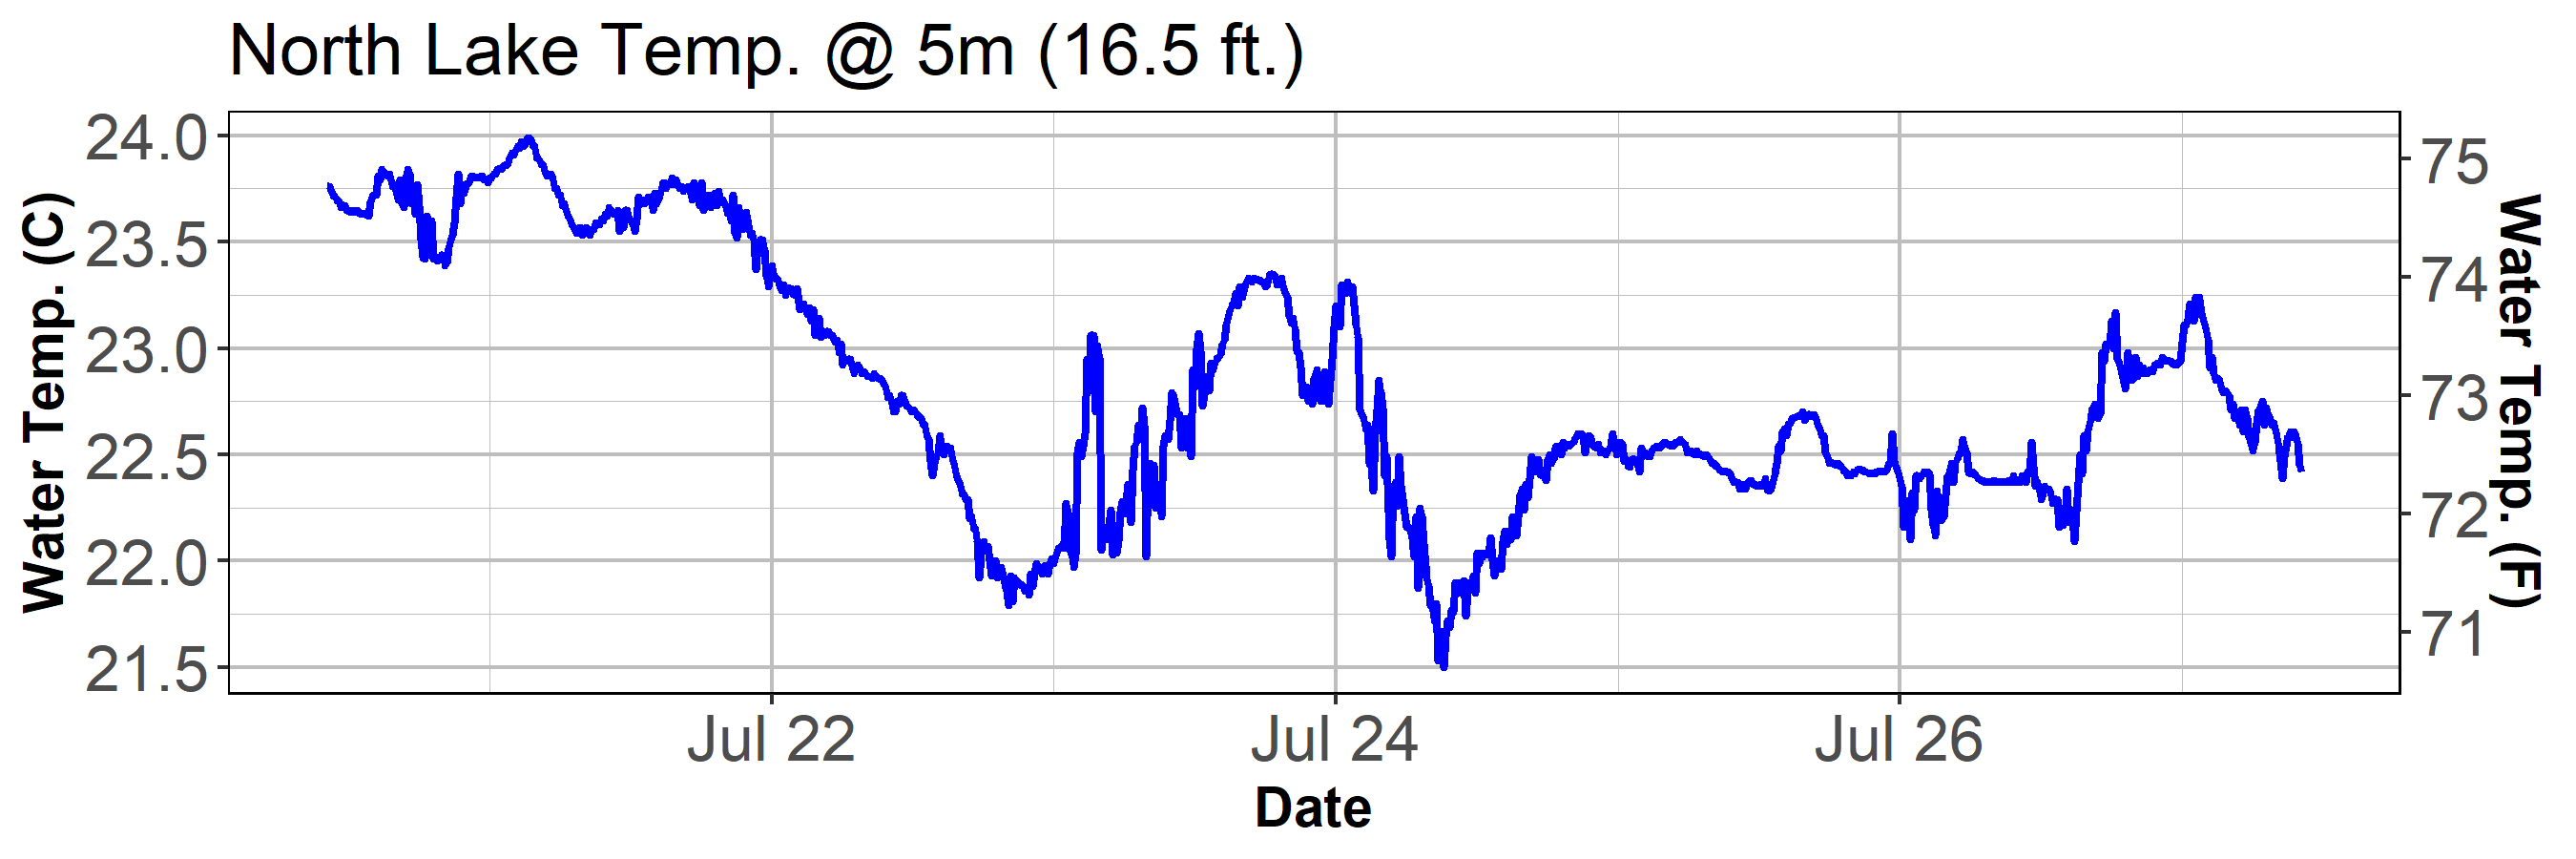 North Lake Temp. @ 5m (16.5 ft.)
Water Temp. (C)
24.0
23.5
23.0
22.5
22.0
21.5
75
74
73
72
71
Water Temp. (F)
Jul 22 Jul 24 Jul 26
Date